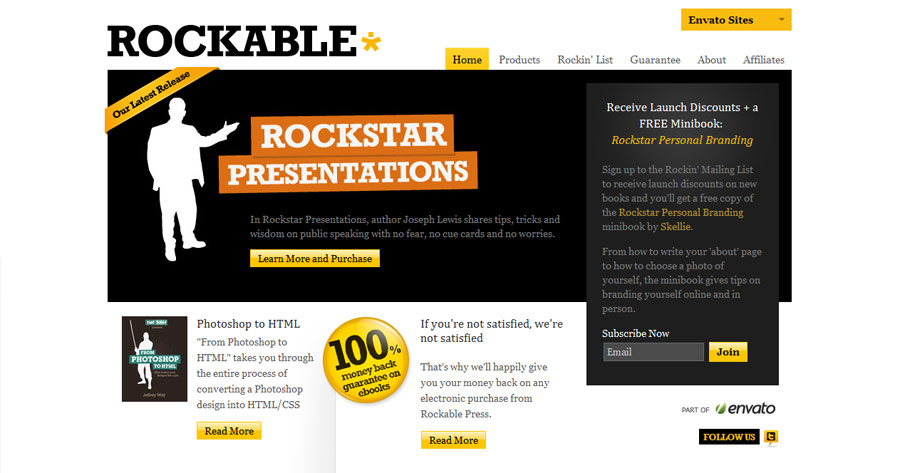 Envato Sites
ROCKABLE*
Home Products Rockin' List Guarantee About Affiliates
Our Latest Release
ROCKSTAR
PRESENTATIONS
In Rockstar Presentations, author Joseph Lewis shares tips, tricks and
wisdom on public speaking with no fear, no cue cards and no worries.
Learn More and Purchase
Receive Launch Discounts + a
FREE Minibook:
Rockstar Personal Branding
Sign up to the Rockin' Mailing List
to receive launch discounts on new
books and you'll get a free copy of
the Rockstar Personal Branding
minibook by Skellie.
From how to write your 'about' page
to how to choose a photo of
yourself, the minibook gives tips on
branding yourself online and in
person.
Subscribe Now
Email
Join
FROM
PHOTOSHOP
TO HTML
Jeffrey Way
Photoshop to HTML
"From Photoshop to
HTML" takes you through
the entire process of
converting a Photoshop
design into HTML/CSS
Read More
100%
money back
guarantee on
ebooks
If you're not satisfied, we're
not satisfied
That's why we'll happily give
you your money back on any
electronic purchase from
Rockable Press.
Read More
PART OF envato
FOLLOW US t